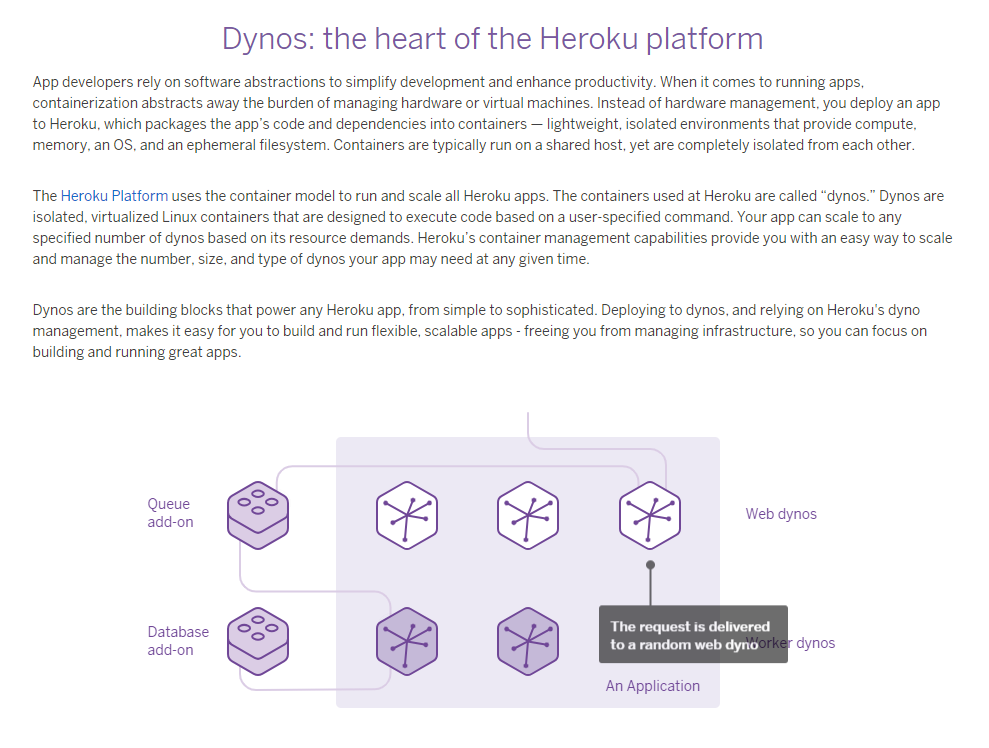 Dynos: the heart of the Heroku platform
App developers rely on software abstractions to simplify development and enhance productivity. When it comes to running apps,
containerization abstracts away the burden of managing hardware or virtual machines. Instead of hardware management, you deploy an app
to Heroku, which packages the app's code and dependencies into containers — lightweight, isolated environments that provide compute,
memory, an OS, and an ephemeral filesystem. Containers are typically run on a shared host, yet are completely isolated from each other.
The Heroku Platform uses the container model to run and scale all Heroku apps. The containers used at Heroku are called “dynos.” Dynos are
isolated, virtualized Linux containers that are designed to execute code based on a user-specified command. Your app can scale to any
specified number of dynos based on its resource demands. Heroku's container management capabilities provide you with an easy way to scale
and manage the number, size, and type of dynos your app may need at any given time.
Dynos are the building blocks that power any Heroku app, from simple to sophisticated. Deploying to dynos, and relying on Heroku's dyno
management, makes it easy for you to build and run flexible, scalable apps - freeing you from managing infrastructure, so you can focus on
building and running great apps.
Queue
add-on
Web dynos
Database
add-on
The request is delivered
to a random web dyno
Worker dynos
An Application